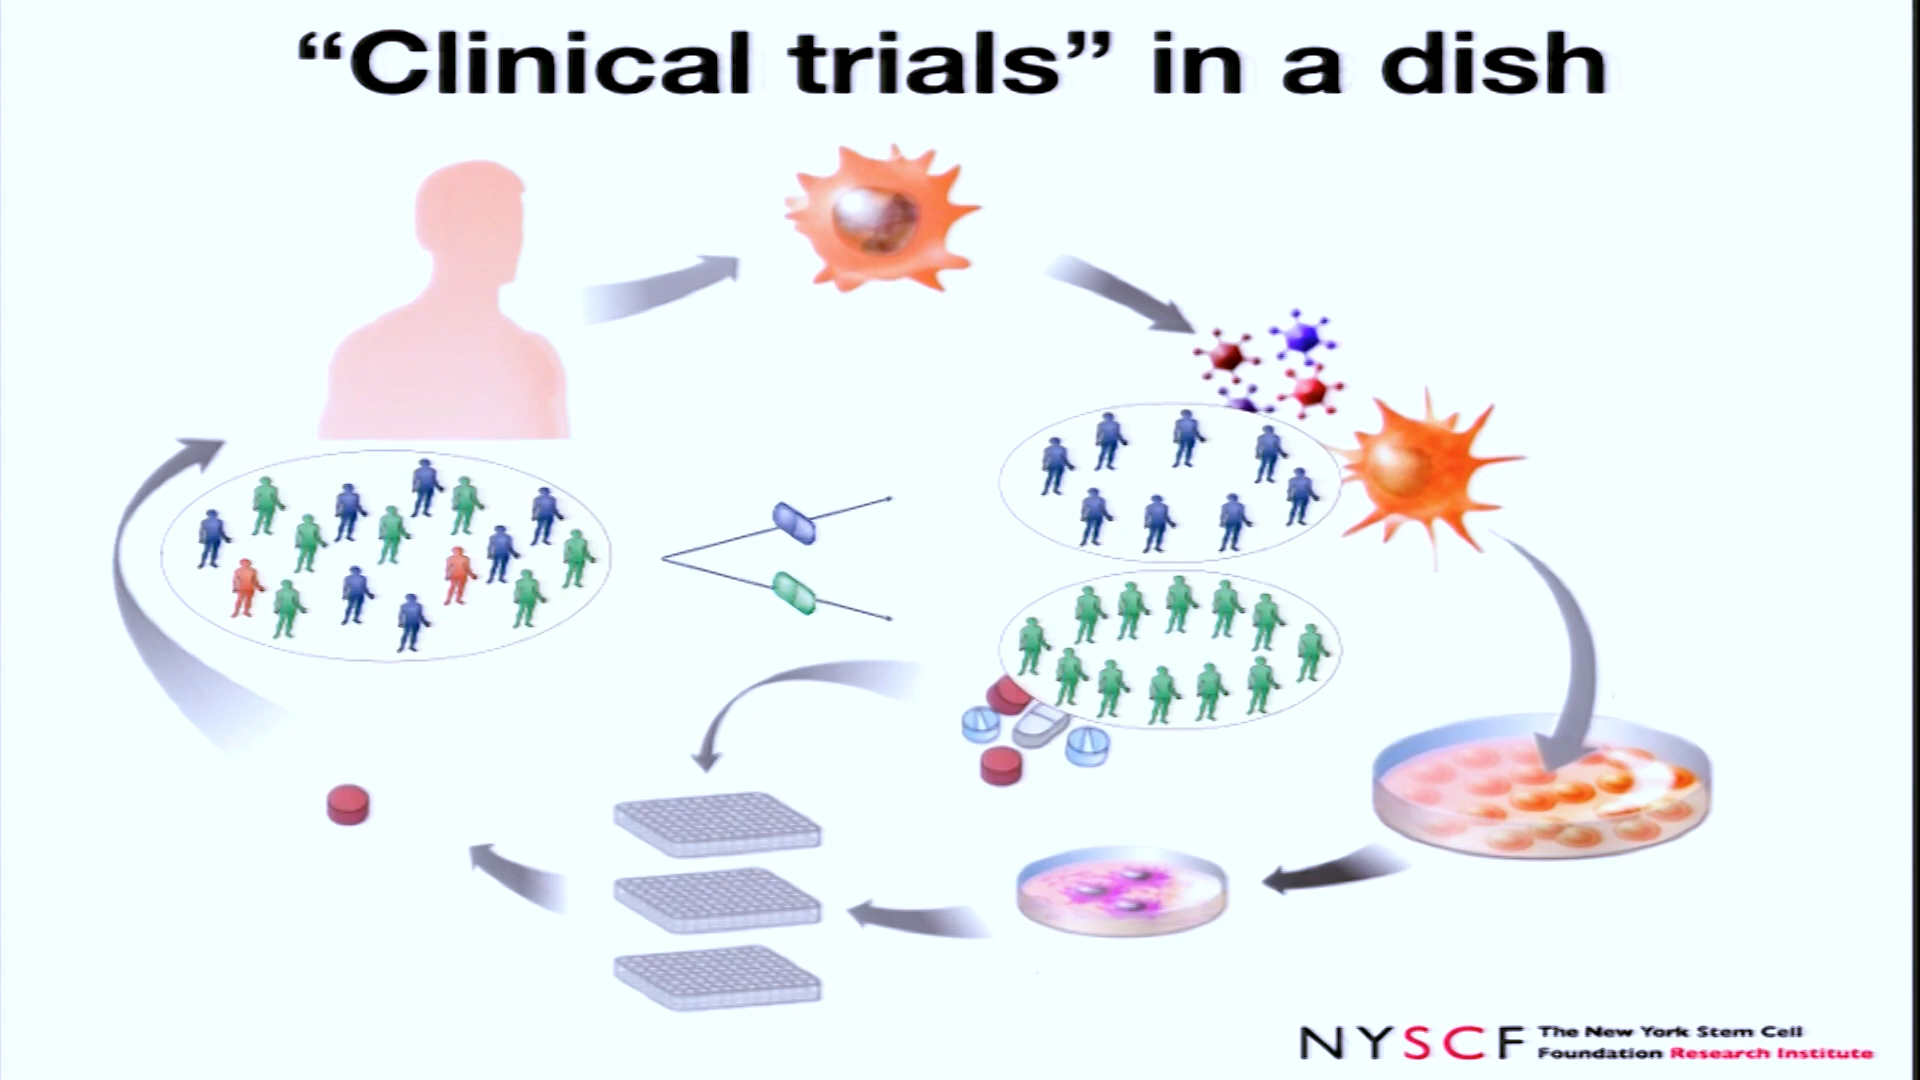 “Clinical trials” in a dish
NYSCF
The New York Stem Cell
Foundation Research Institute